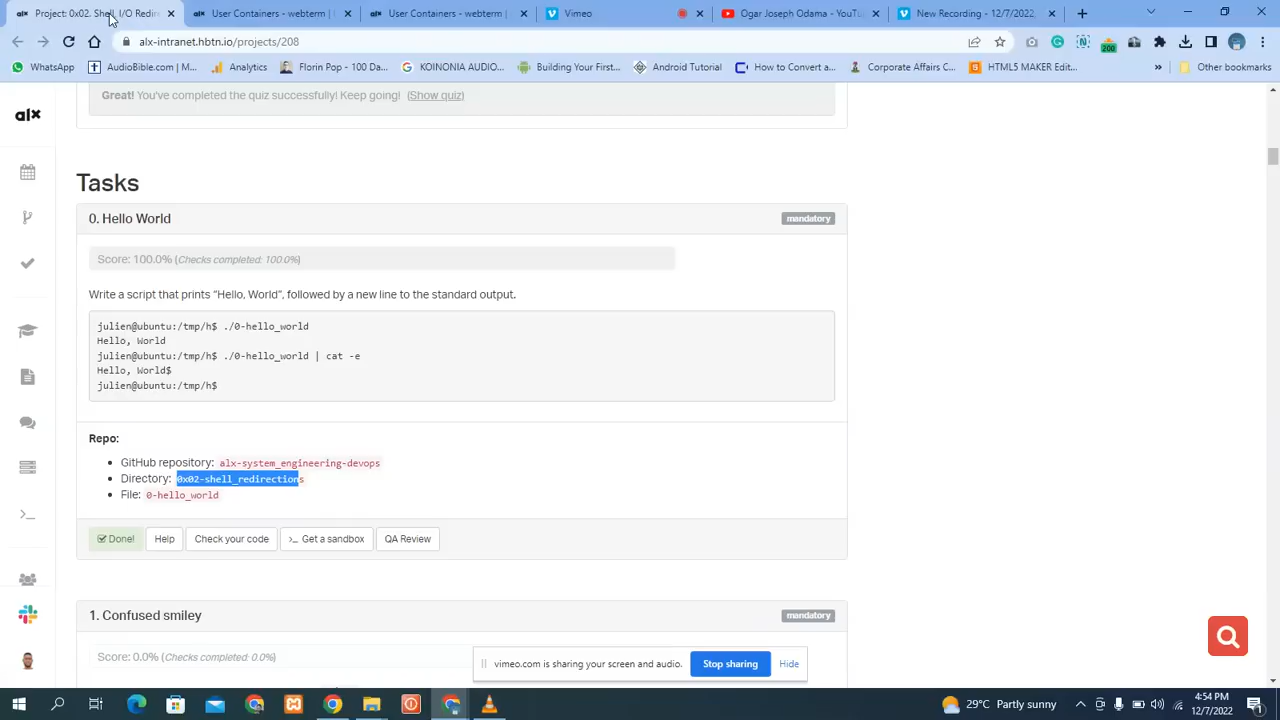 Project: 0x02. Shell, I/O Redir
User Containers | ALX Intranet
Vimeo
Ogar Joseph - YouTu
New Recording - 12/7/2022,
alx-intranet.hbtn.io/projects/208
200
WhatsApp
AudioBible.com | M...
Analytics
Florin Pop - 100 Da...
KOINONIA AUDIO...
Building Your First...
Android Tutorial
How to Convert a...
Corporate Affairs C...
HTML5 MAKER Edit...
Other bookmarks
Great! You've completed the quiz successfully! Keep going! (Show quiz)
alx
Tasks
0. Hello World
mandatory
Score: 100.0% (Checks completed: 100.0%)
Write a script that prints “Hello, World”, followed by a new line to the standard output.
julien@ubuntu:/tmp/h$ ./0-hello_world
Hello, World
julien@ubuntu:/tmp/h$ ./0-hello_world | cat -e
Hello, World$
julien@ubuntu:/tmp/h$
Repo:
GitHub repository: alx-system_engineering-devops
Directory: 0x02-shell_redirections
File: 0-hello_world
Done!
Help
Check your code
Get a sandbox
QA Review
1. Confused smiley
mandatory
Score: 0.0% (Checks completed: 0.0%)
vimeo.com is sharing your screen and audio.
Stop sharing
Hide
29°C Partly sunny
4:54 PM
12/7/2022